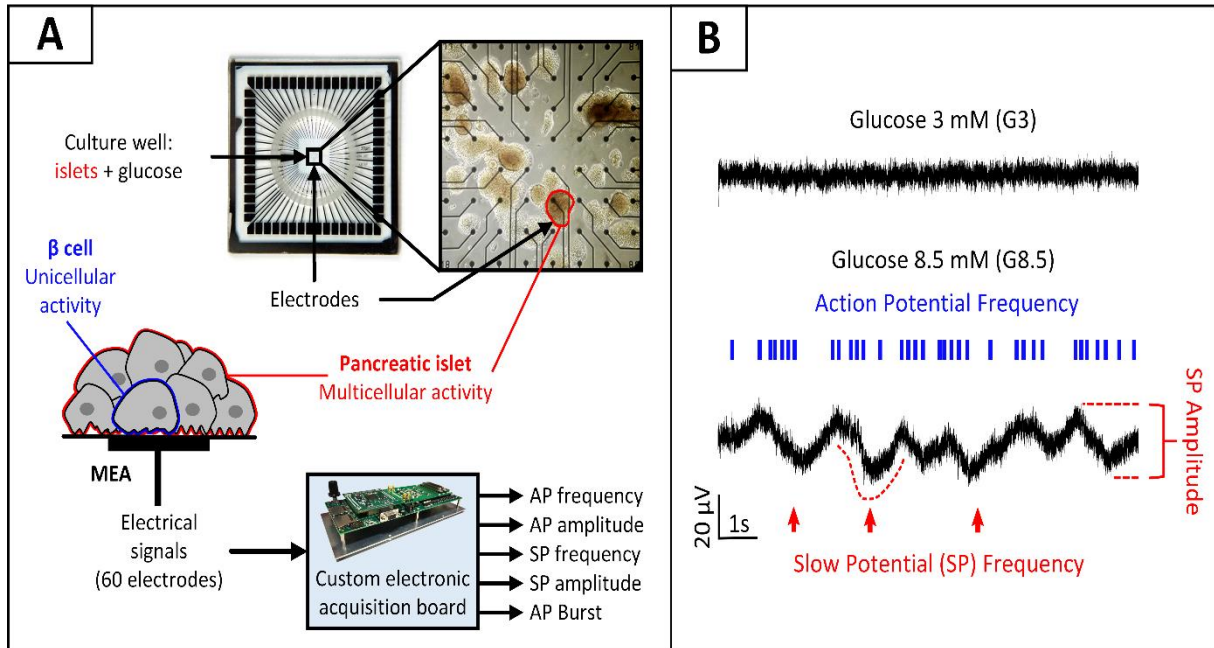 A
Culture well:
islets + glucose
Electrodes
β cell
Unicellular
activity
Pancreatic islet
Multicellular activity
MEA
Electrical
signals
(60 electrodes)
Custom electronic
acquisition board
AP frequency
AP amplitude
SP frequency
SP amplitude
AP Burst
B
Glucose 3 mM (G3)
Glucose 8.5 mM (G8.5)
Action Potential Frequency
SP Amplitude
20 µV
1s
Slow Potential (SP) Frequency